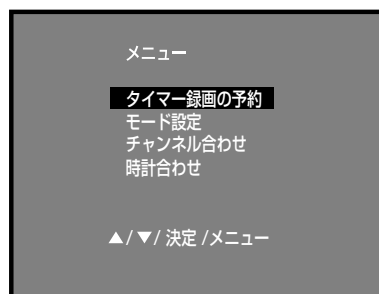 メニュー
タイマー録画の予約
モード設定
チャンネル合わせ
時計合わせ
▲/▼/ 決定 /メニュー